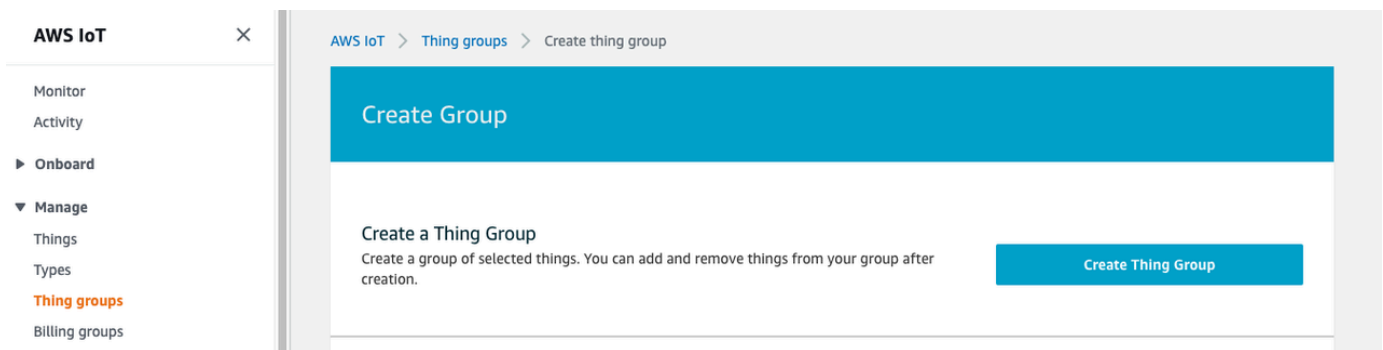 AWS IoT
Monitor
Activity
Onboard
Manage
Things
Types
Thing groups
Billing groups
AWS IoT > Thing groups > Create thing group
Create Group
Create a Thing Group
Create a group of selected things. You can add and remove things from your group after
creation.
Create Thing Group